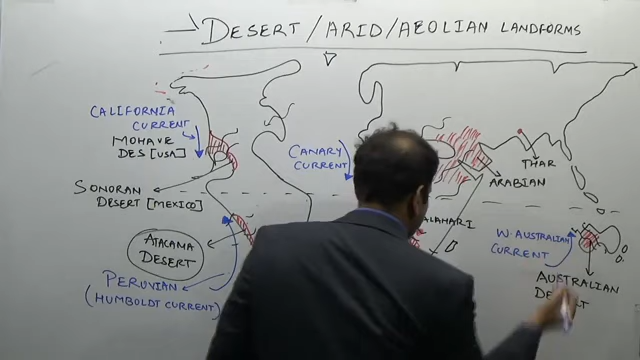 → DESERT/ARID/AEOLIAN LANDFORMS
CALIFORNIA
CURRENT
MOHAVE
DES [USA]
SONORAN
DESERT [MEXICO]
ATACAMA
DESERT
PERUVIAN
(HUMBOLDT CURRENT)
CANARY
CURRENT
THAR
ARABIAN
ALAHARI
W. AUSTRALIAN
CURRENT
AUSTRALIAN